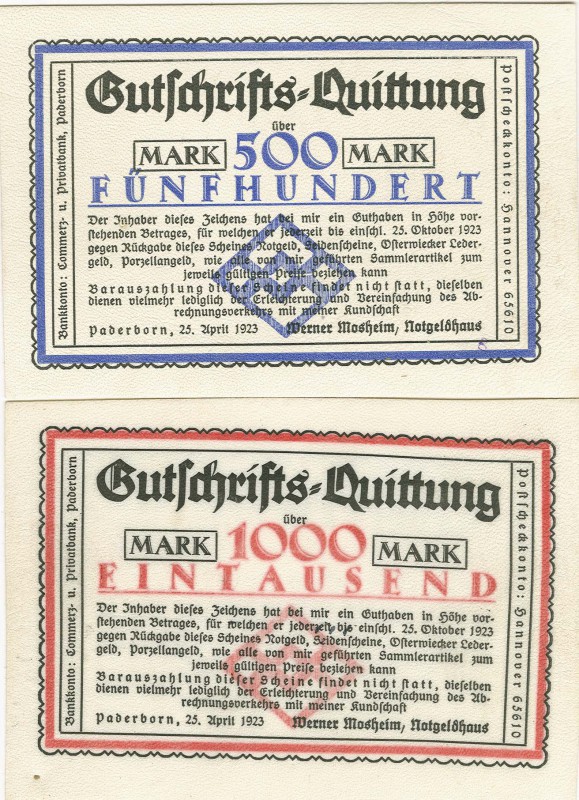 Gutschrifts-Quittung
über
MARK 500 MARK
FÜNFHUNDERT
Der Inhaber dieses Zeichens hat bei mir ein Guthaben in Höhe vor-
stehenden Betrages, für welchen er jederzeit bis einschl. 25. Oktober 1923
gegen Rückgabe dieses Scheines Notgeld, Seidenscheine, Osterwiecker Leder-
geld, Porzellangeld, wie alle von mir geführten Sammlerartikel zum
jeweils gültigen Preise beziehen kann
Barauszahlung dieser Scheine findet nicht statt, dieselben
dienen vielmehr lediglich der Erleichterung und Vereinfachung des Ab-
rechnungsverkehrs mit meiner Kundschaft
Paderborn, 25. April 1923 Werner Mosheim, Notgeldhaus
Bankkonto: Commerz- u. Privatbank, Paderborn
Postscheckkonto: Hannover 65610
Gutschrifts-Quittung
über
MARK 1000 MARK
EINTAUSEND
Der Inhaber dieses Zeichens hat bei mir ein Guthaben in Höhe vor-
stehenden Betrages, für welchen er jederzeit bis einschl. 25. Oktober 1923
gegen Rückgabe dieses Scheines Notgeld, Seidenscheine, Osterwiecker Leder-
geld, Porzellangeld, wie alle von mir geführten Sammlerartikel zum
jeweils gültigen Preise beziehen kann
Barauszahlung dieser Scheine findet nicht statt, dieselben
dienen vielmehr lediglich der Erleichterung und Vereinfachung des Ab-
rechnungsverkehrs mit meiner Kundschaft
Paderborn, 25. April 1923 Werner Mosheim, Notgeldhaus
Bankkonto: Commerz- u. Privatbank, Paderborn
Postscheckkonto: Hannover 65610